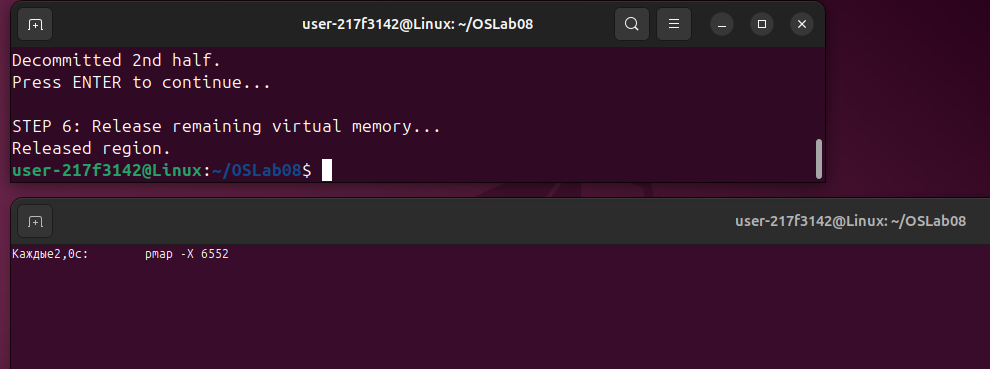 user-217f3142@Linux: ~/OSLab08
Decommitted 2nd half.
Press ENTER to continue...
STEP 6: Release remaining virtual memory...
Released region.
user-217f3142@Linux:~/OSLab08$
user-217f3142@Linux: ~/OSLab08
Каждые2,0с: pmap -X 6552